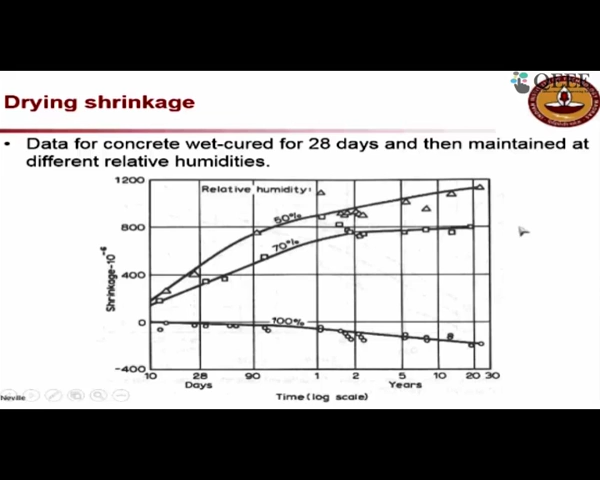 QEEE
Drying shrinkage
• Data for concrete wet-cured for 28 days and then maintained at
different relative humidities.
1200
800
400
0
-400
Shrinkage-10⁻⁶
Relative humidity:
50%
70%
100%
10 28 90 1 2 5 10 20 30
Days Years
Time (log scale)
Neville